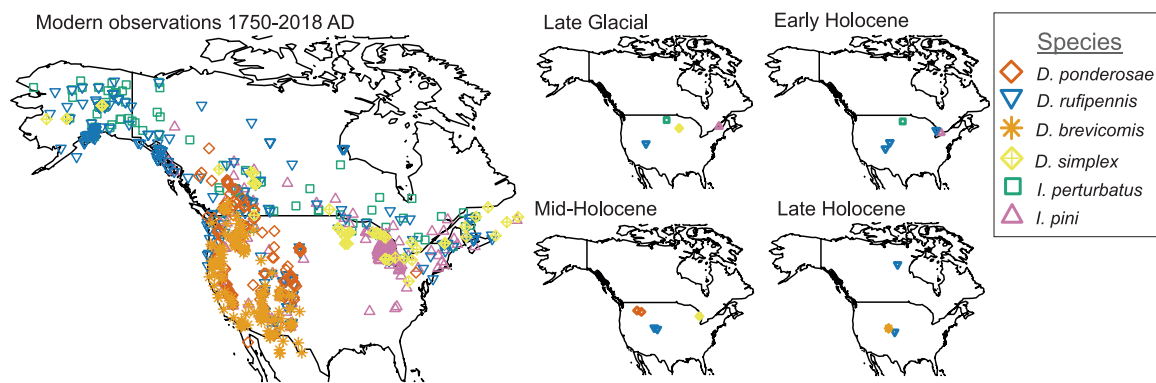 Modern observations 1750-2018 AD
Late Glacial
Early Holocene
Mid-Holocene
Late Holocene
Species
D. ponderosae
D. rufipennis
D. brevicomis
D. simplex
I. perturbatus
I. pini